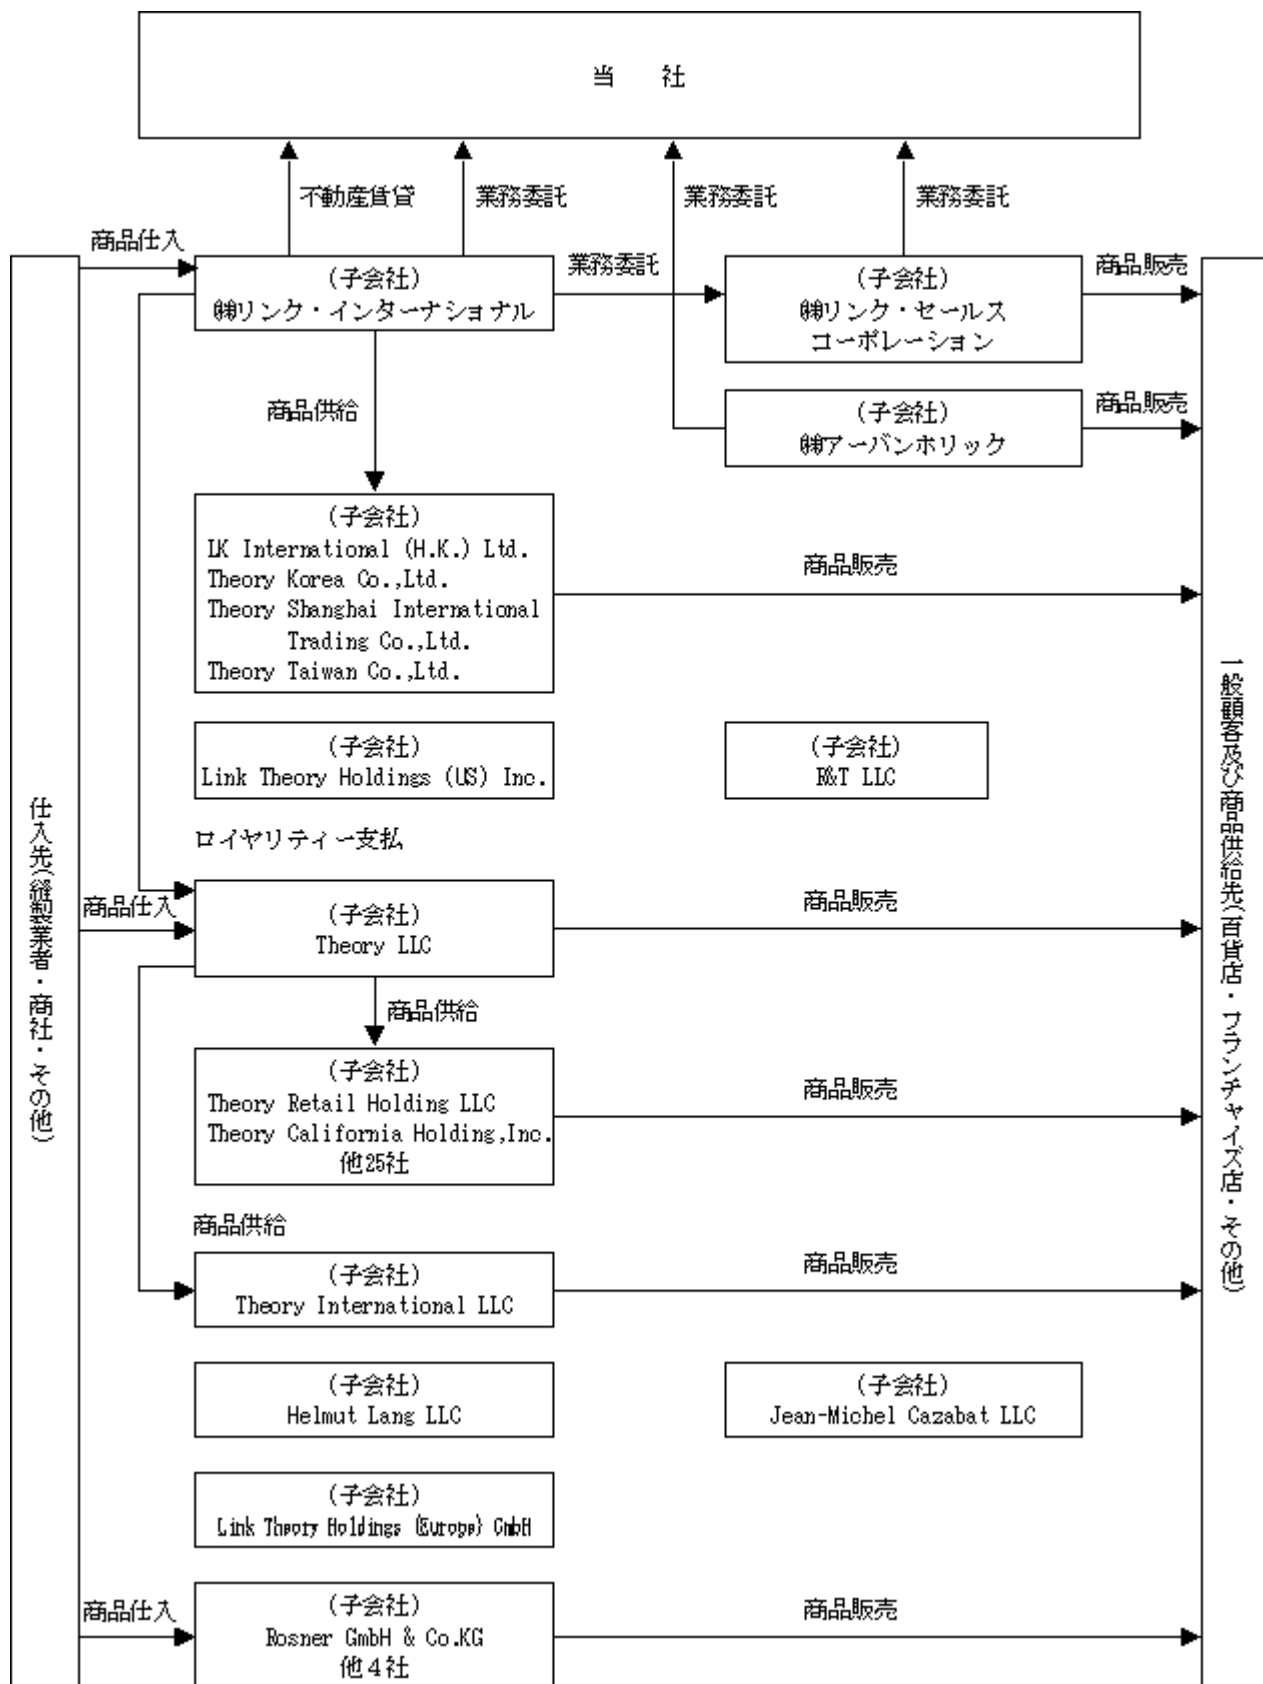 当　　社
不動産賃貸
業務委託
業務委託
業務委託
商品仕入
(子会社)
㈱リンク・インターナショナル
業務委託
(子会社)
㈱リンク・セールス
コーポレーション
商品販売
商品供給
(子会社)
㈱アーバンホリック
商品販売
(子会社)
LK International (H.K.) Ltd.
Theory Korea Co.,Ltd.
Theory Shanghai International
Trading Co.,Ltd.
Theory Taiwan Co.,Ltd.
商品販売
(子会社)
Link Theory Holdings (US) Inc.
(子会社)
R&T LLC
ロイヤリティー支払
商品仕入
(子会社)
Theory LLC
商品販売
商品供給
(子会社)
Theory Retail Holding LLC
Theory California Holding,Inc.
他25社
商品販売
商品供給
(子会社)
Theory International LLC
商品販売
(子会社)
Helmut Lang LLC
(子会社)
Jean-Michel Cazabat LLC
(子会社)
Link Theory Holdings (Europe) GmbH
商品仕入
(子会社)
Rosner GmbH & Co.KG
他４社
商品販売
仕入先(縫製業者・商社・その他)
一般顧客及び商品供給先(百貨店・フランチャイズ店・その他)